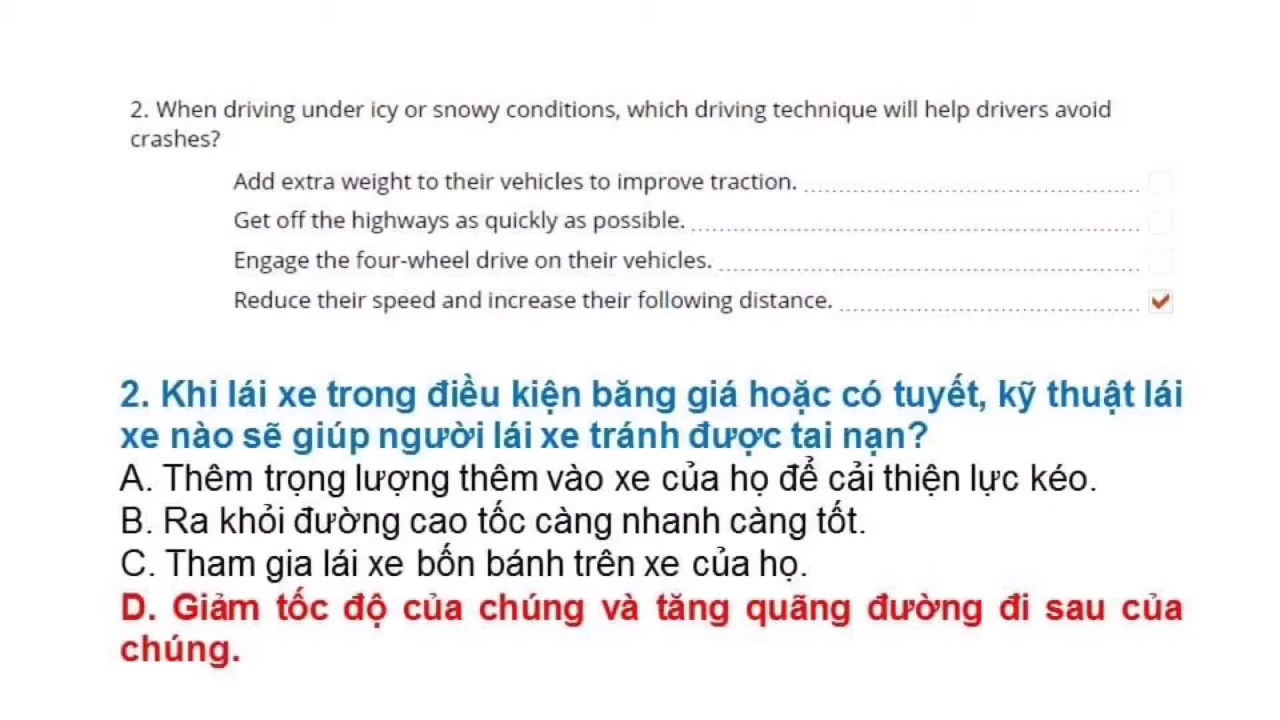 2. When driving under icy or snowy conditions, which driving technique will help drivers avoid
crashes?
Add extra weight to their vehicles to improve traction.
Get off the highways as quickly as possible.
Engage the four-wheel drive on their vehicles.
Reduce their speed and increase their following distance.
2. Khi lái xe trong điều kiện băng giá hoặc có tuyết, kỹ thuật lái
xe nào sẽ giúp người lái xe tránh được tai nạn?
A. Thêm trọng lượng thêm vào xe của họ để cải thiện lực kéo.
B. Ra khỏi đường cao tốc càng nhanh càng tốt.
C. Tham gia lái xe bốn bánh trên xe của họ.
D. Giảm tốc độ của chúng và tăng quãng đường đi sau của
chúng.